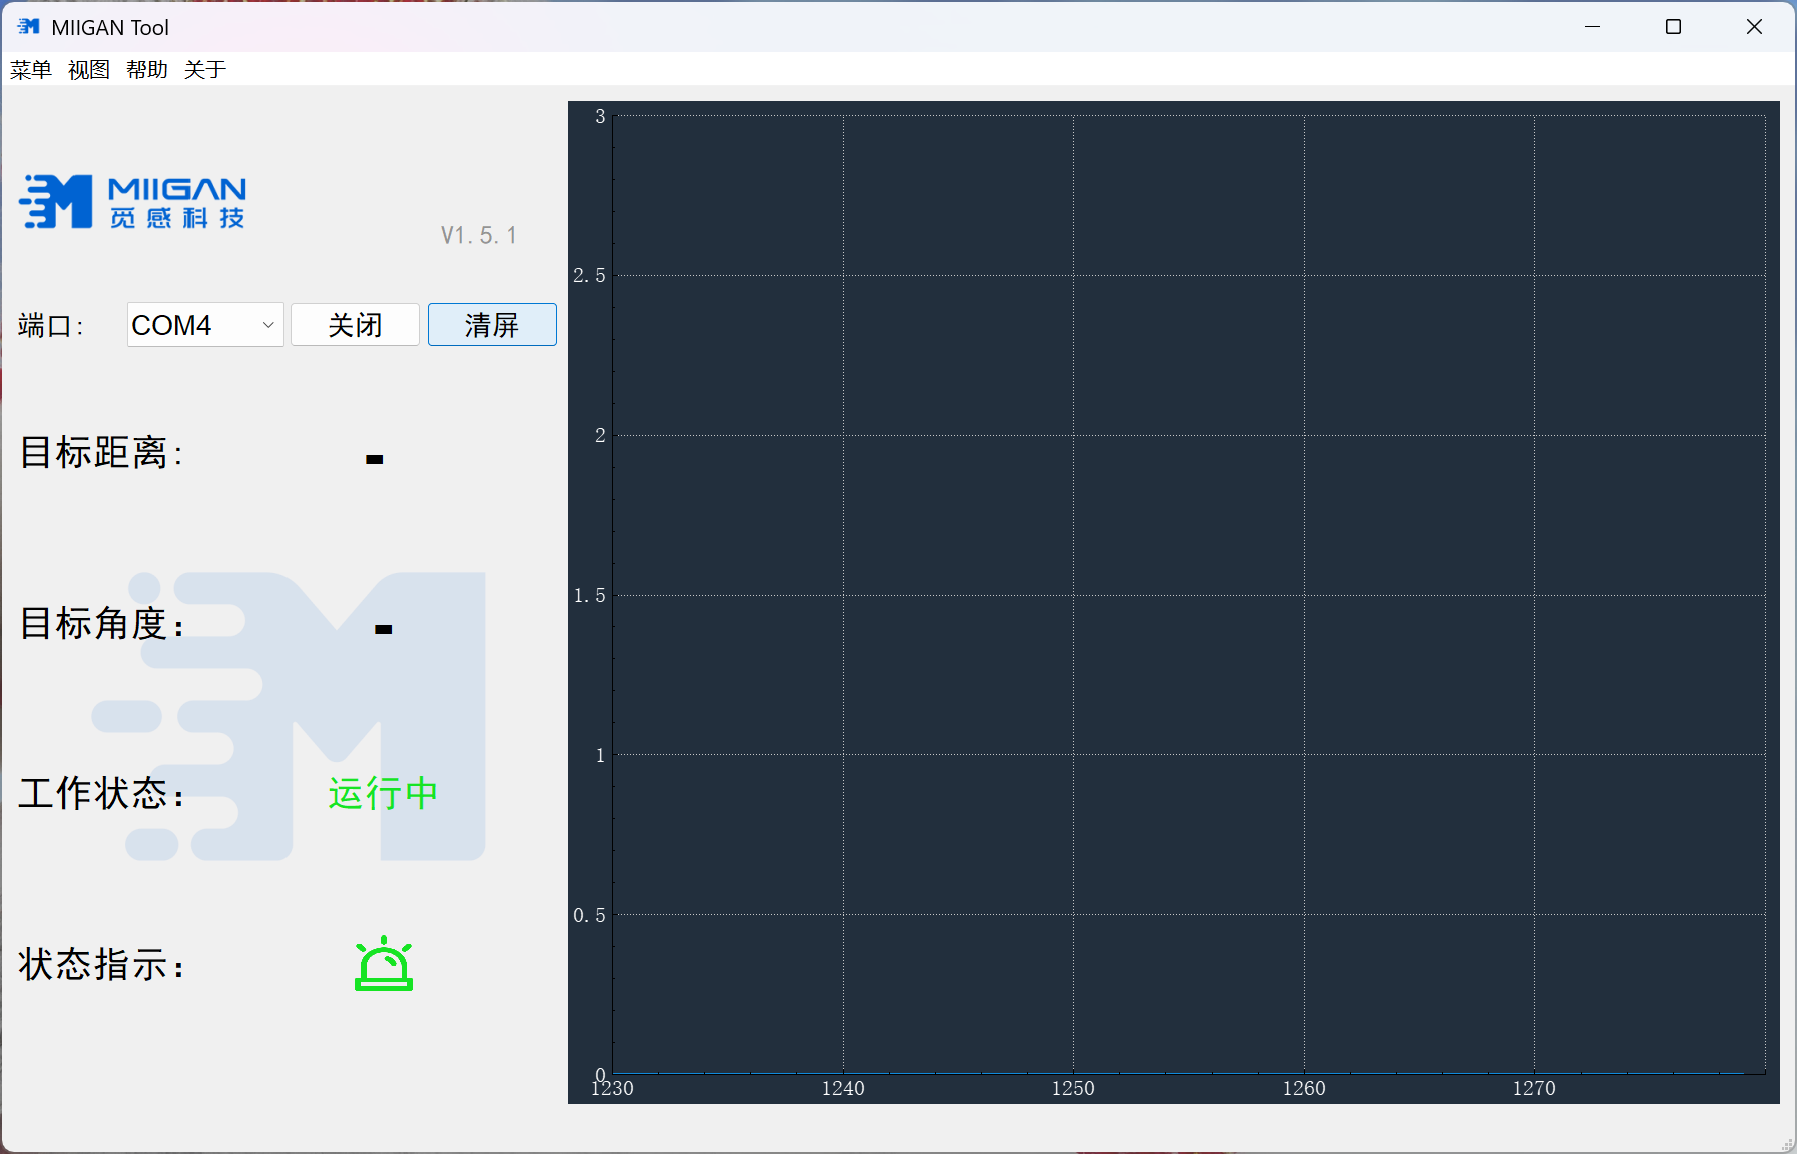 MIIGAN Tool
菜单 视图 帮助 关于
MIIGAN
觅感科技
V1.5.1
端口: COM4 关闭 清屏
目标距离: -
目标角度: -
工作状态: 运行中
状态指示:
3
2.5
2
1.5
1
0.5
0
1230 1240 1250 1260 1270